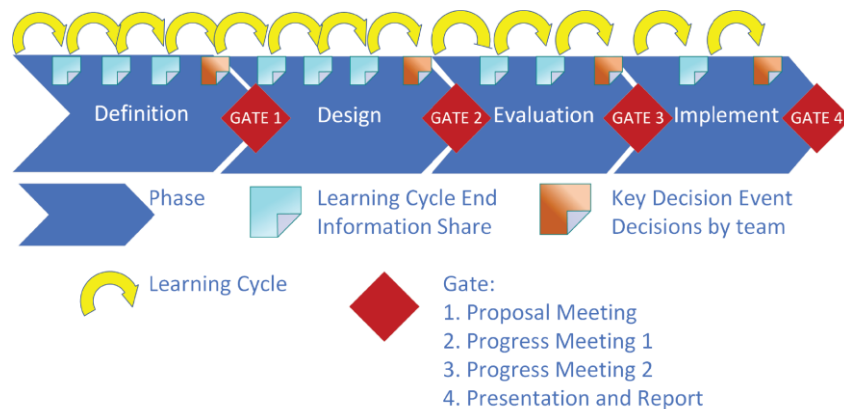 Definition
GATE 1
Design
GATE 2
Evaluation
GATE 3
Implement
GATE 4
Phase
Learning Cycle End
Information Share
Key Decision Event
Decisions by team
Learning Cycle
Gate:
1. Proposal Meeting
2. Progress Meeting 1
3. Progress Meeting 2
4. Presentation and Report